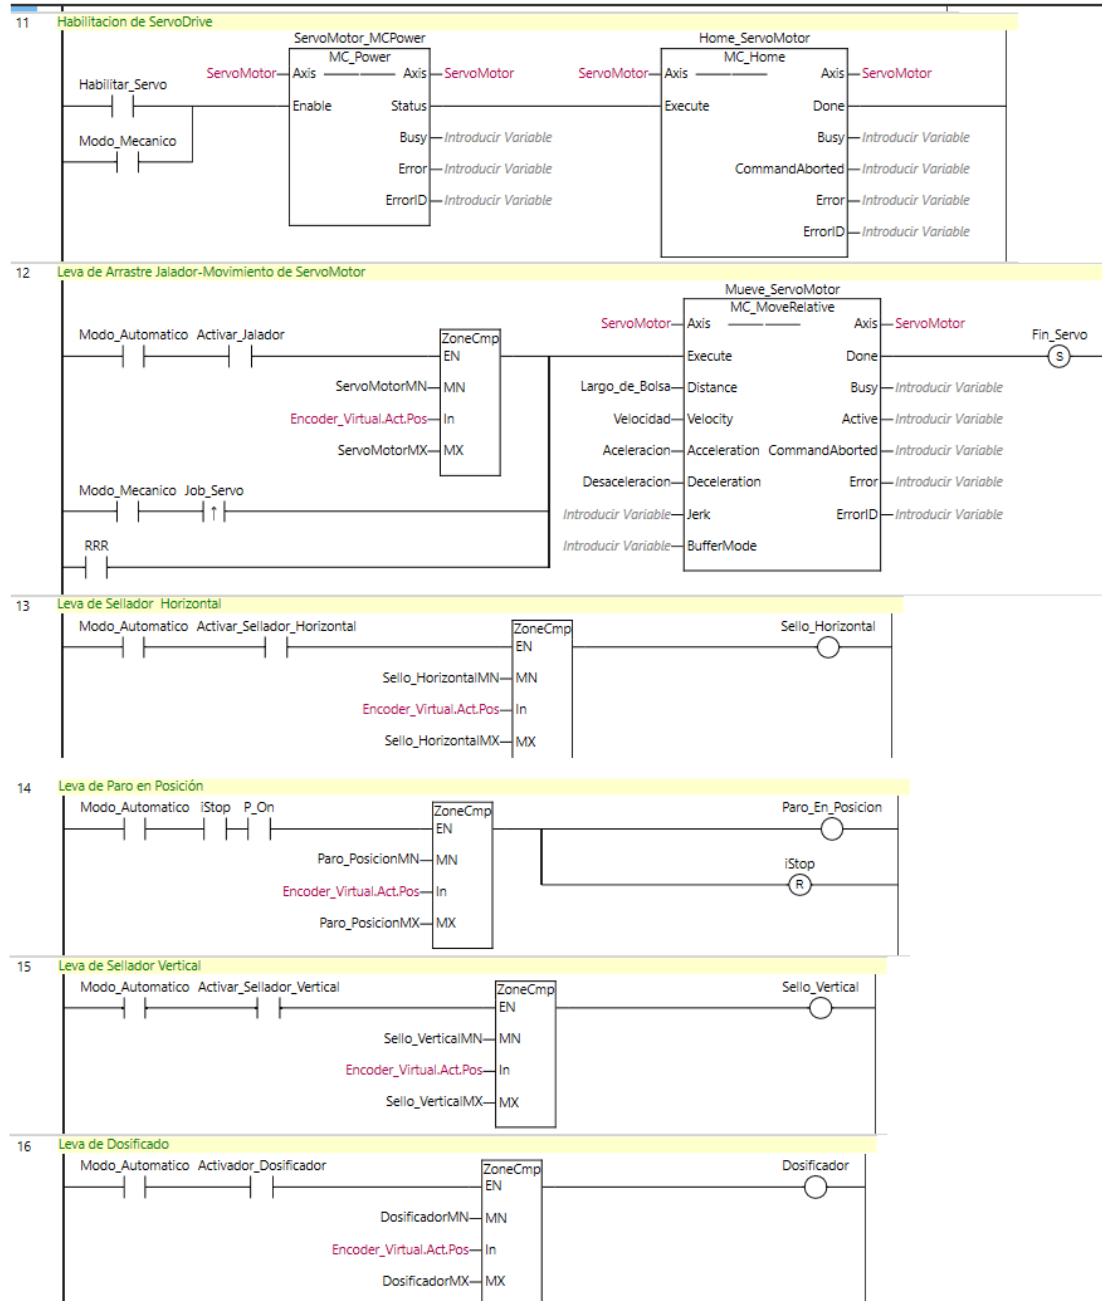 11 Habilitacion de ServoDrive
ServoMotor_MCPower Home_ServoMotor
MC_Power MC_Home
ServoMotor Axis Axis ServoMotor ServoMotor Axis Axis ServoMotor
Habilitar_Servo
Enable Status Execute Done
Modo_Mecanico Busy Introducir Variable Busy Introducir Variable
Error Introducir Variable CommandAborted Introducir Variable
ErrorID Introducir Variable Error Introducir Variable
ErrorID Introducir Variable
12 Leva de Arrastre Jalador-Movimiento de ServoMotor
Mueve_ServoMotor
MC_MoveRelative
ServoMotor Axis Axis ServoMotor
Modo_Automatico Activar_Jalador ZoneCmp Fin_Servo
EN Execute Done S
ServoMotorMN MN Largo_de_Bolsa Distance Busy Introducir Variable
Encoder_Virtual.Act.Pos In Velocidad Velocity Active Introducir Variable
ServoMotorMX MX Aceleracion Acceleration CommandAborted Introducir Variable
Modo_Mecanico Job_Servo Desaceleracion Deceleration Error Introducir Variable
↑ Introducir Variable Jerk ErrorID Introducir Variable
RRR Introducir Variable BufferMode
13 Leva de Sellador Horizontal
Modo_Automatico Activar_Sellador_Horizontal ZoneCmp Sello_Horizontal
EN
Sello_HorizontalMN MN
Encoder_Virtual.Act.Pos In
Sello_HorizontalMX MX
14 Leva de Paro en Posición
Modo_Automatico iStop P_On ZoneCmp Paro_En_Posicion
EN
Paro_PosicionMN MN iStop
Encoder_Virtual.Act.Pos In R
Paro_PosicionMX MX
15 Leva de Sellador Vertical
Modo_Automatico Activar_Sellador_Vertical ZoneCmp Sello_Vertical
EN
Sello_VerticalMN MN
Encoder_Virtual.Act.Pos In
Sello_VerticalMX MX
16 Leva de Dosificado
Modo_Automatico Activador_Dosificador ZoneCmp Dosificador
EN
DosificadorMN MN
Encoder_Virtual.Act.Pos In
DosificadorMX MX